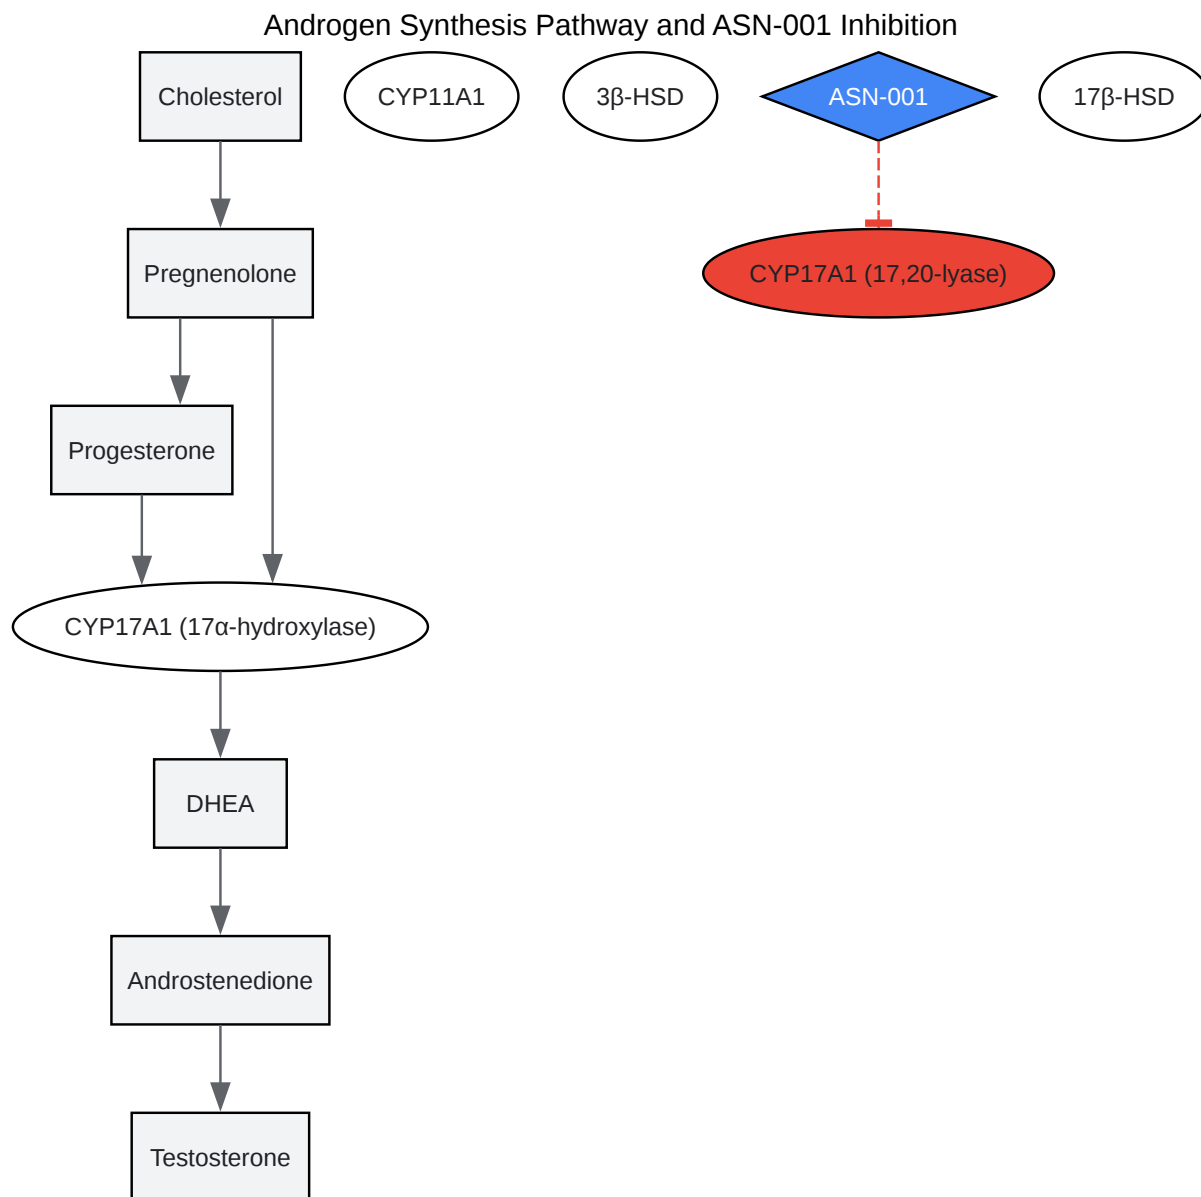 Androgen Synthesis Pathway and ASN-001 Inhibition
Cholesterol
CYP11A1
3β-HSD
ASN-001
17β-HSD
Pregnenolone
CYP17A1 (17,20-lyase)
Progesterone
CYP17A1 (17α-hydroxylase)
DHEA
Androstenedione
Testosterone